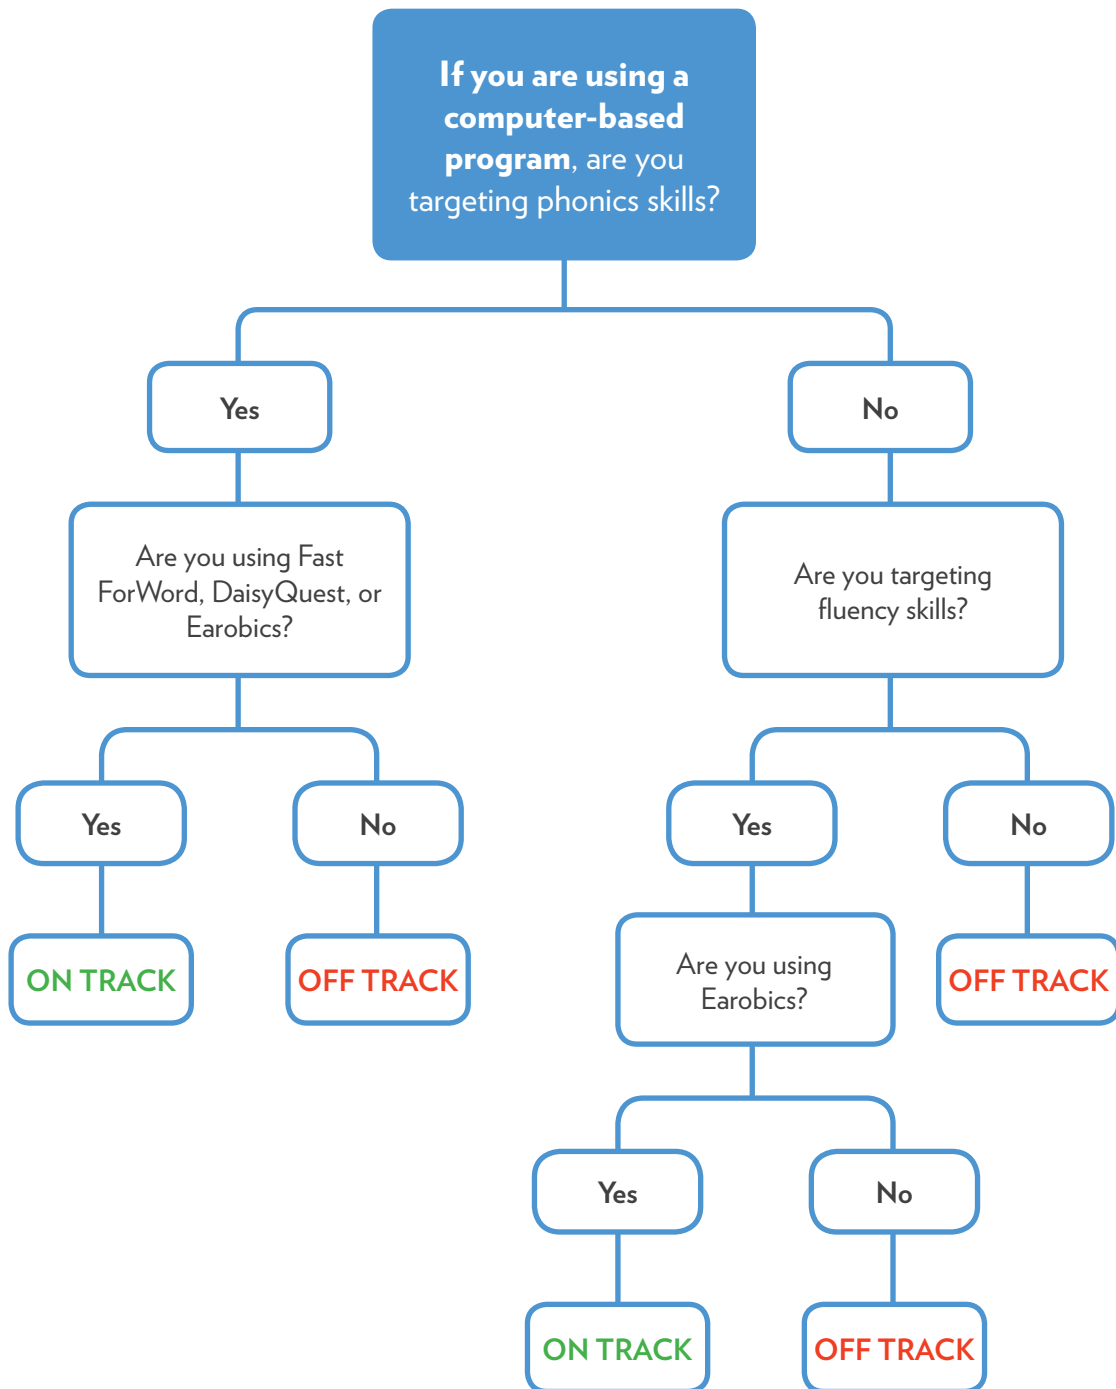 If you are using a
computer-based
program, are you
targeting phonics skills?
Yes
No
Are you using Fast
ForWord, DaisyQuest, or
Earobics?
Are you targeting
fluency skills?
Yes
No
Yes
No
ON TRACK
OFF TRACK
Are you using
Earobics?
OFF TRACK
Yes
No
ON TRACK
OFF TRACK